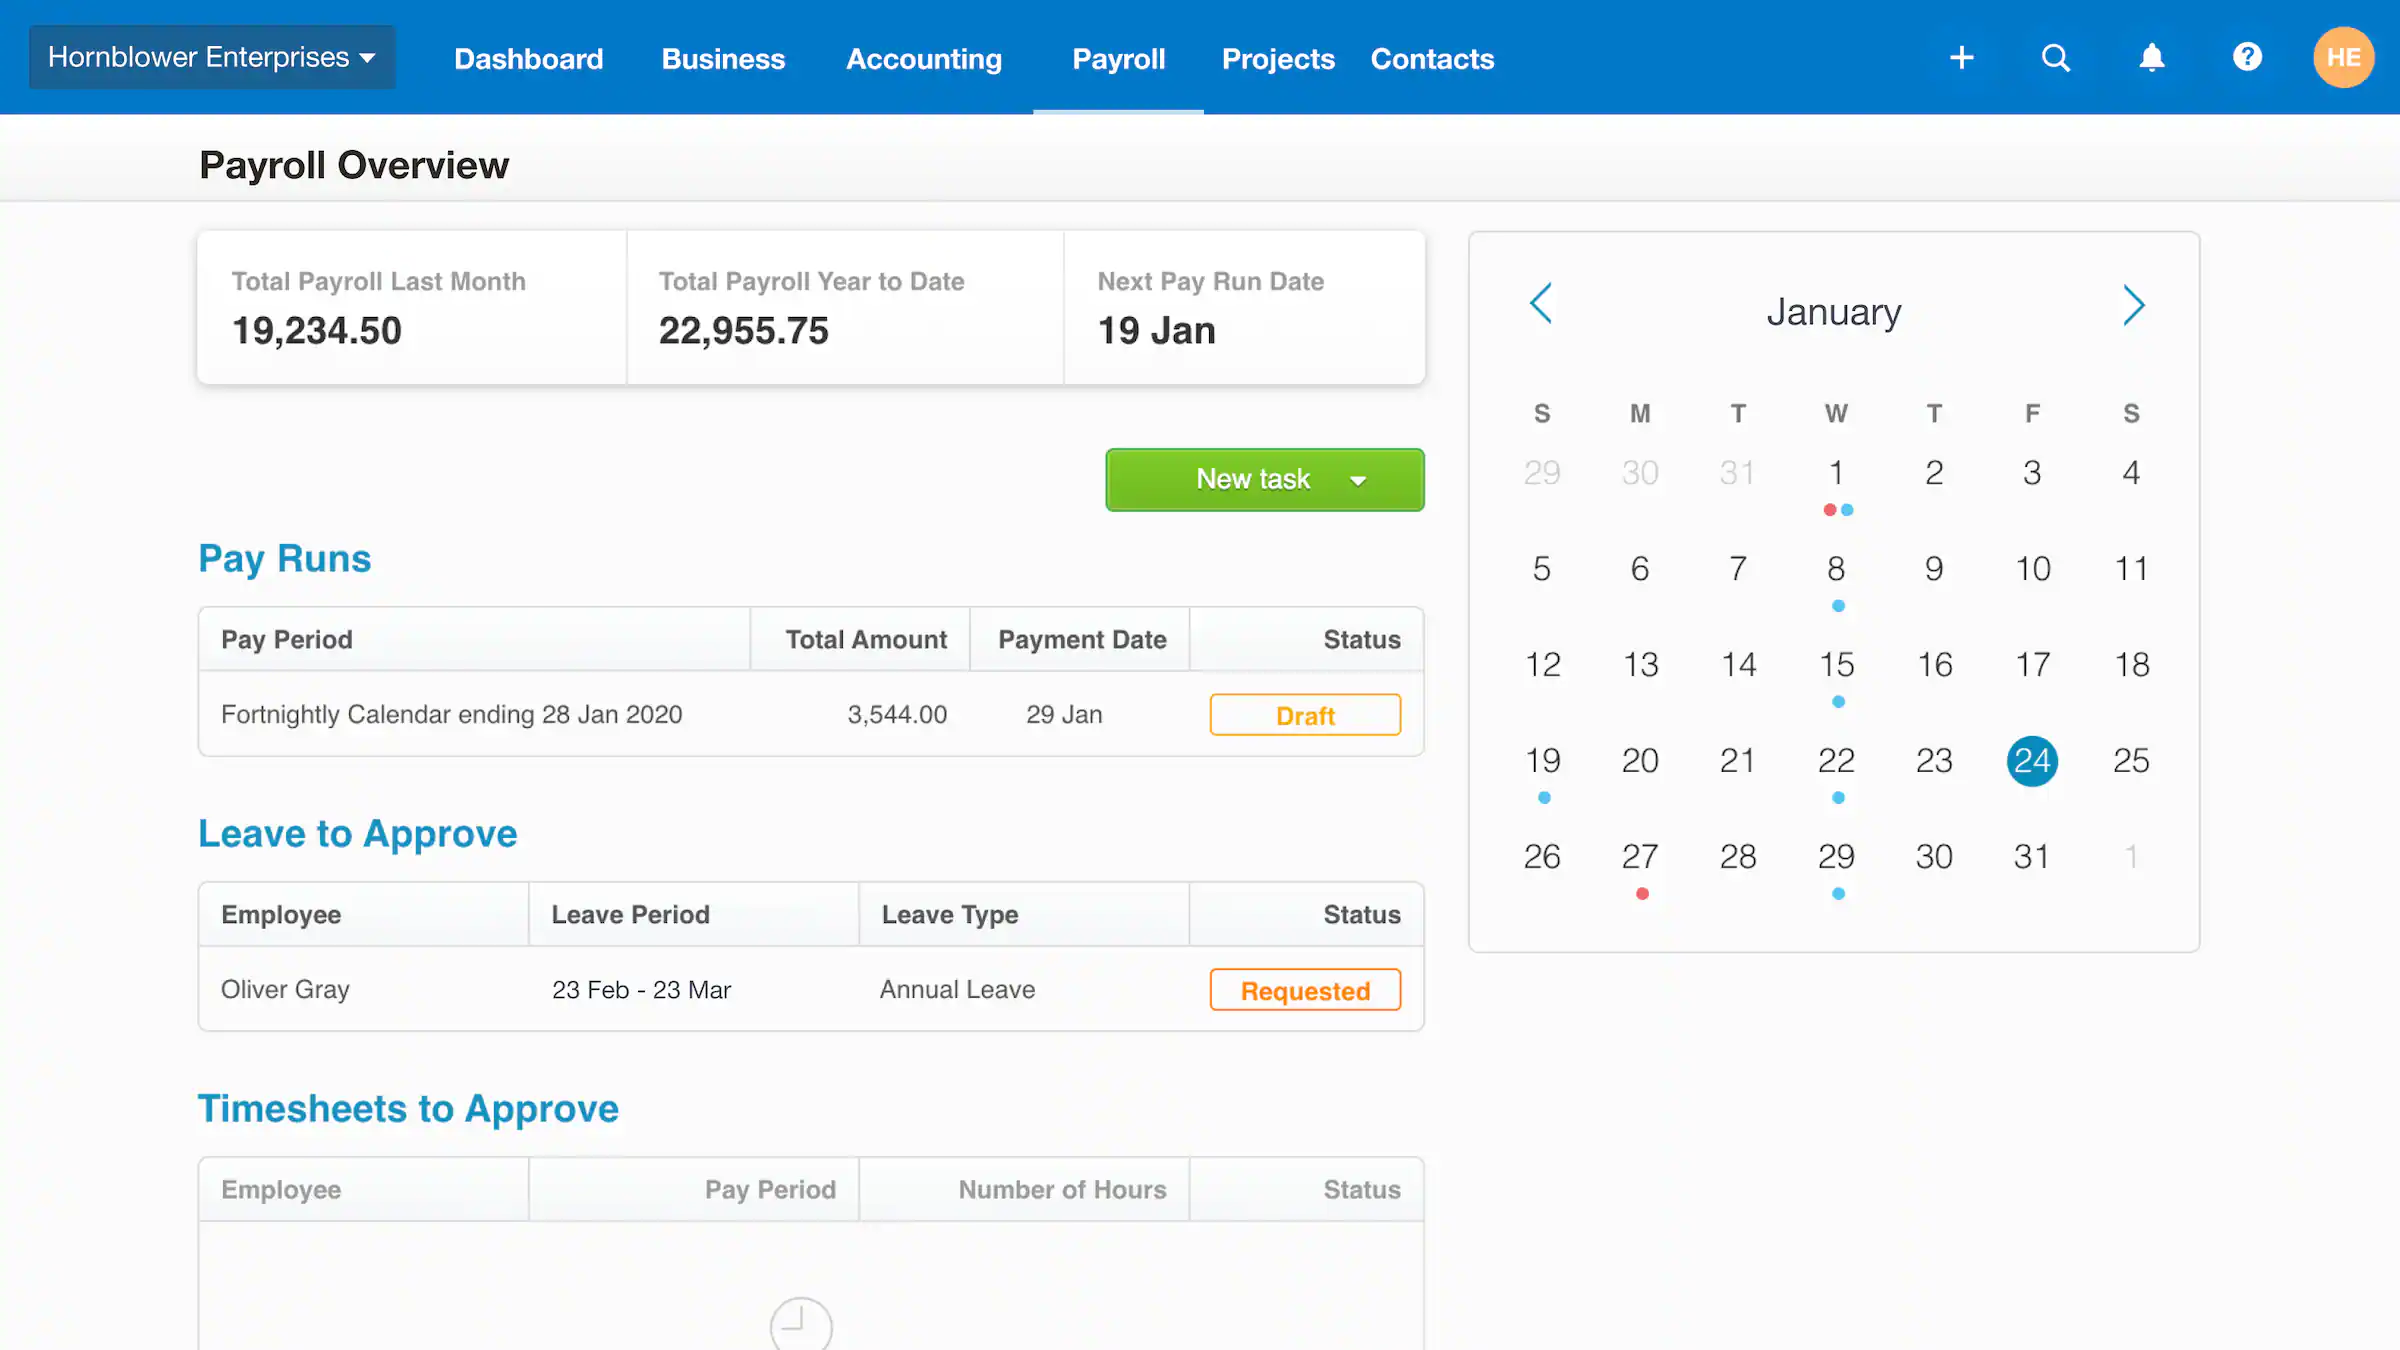 Hornblower Enterprises Dashboard Business Accounting Payroll Projects Contacts ? HE
Payroll Overview
Total Payroll Last Month Total Payroll Year to Date Next Pay Run Date
19,234.50 22,955.75 19 Jan
New task
Pay Runs
Pay Period Total Amount Payment Date Status
Fortnightly Calendar ending 28 Jan 2020 3,544.00 29 Jan Draft
Leave to Approve
Employee Leave Period Leave Type Status
Oliver Gray 23 Feb - 23 Mar Annual Leave Requested
Timesheets to Approve
Employee Pay Period Number of Hours Status
January
S M T W T F S
29 30 31 1 2 3 4
5 6 7 8 9 10 11
12 13 14 15 16 17 18
19 20 21 22 23 24 25
26 27 28 29 30 31 1